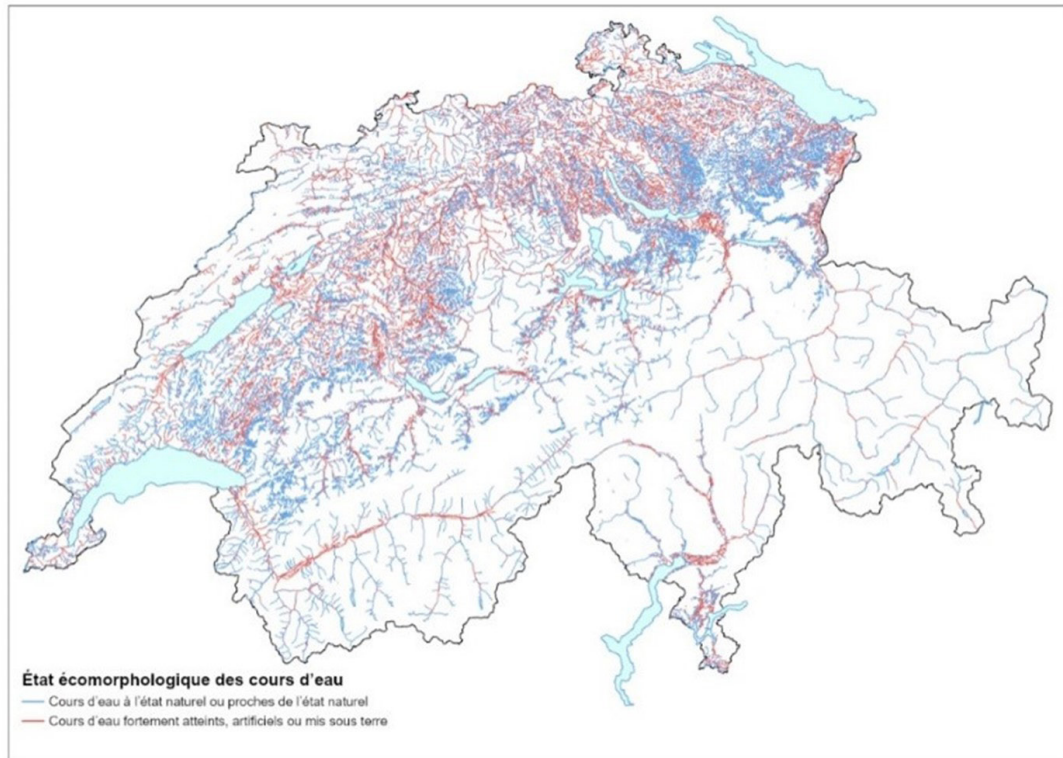 État écomorphologique des cours d'eau
Cours d'eau à l'état naturel ou proches de l'état naturel
Cours d'eau fortement atteints, artificiels ou mis sous terre